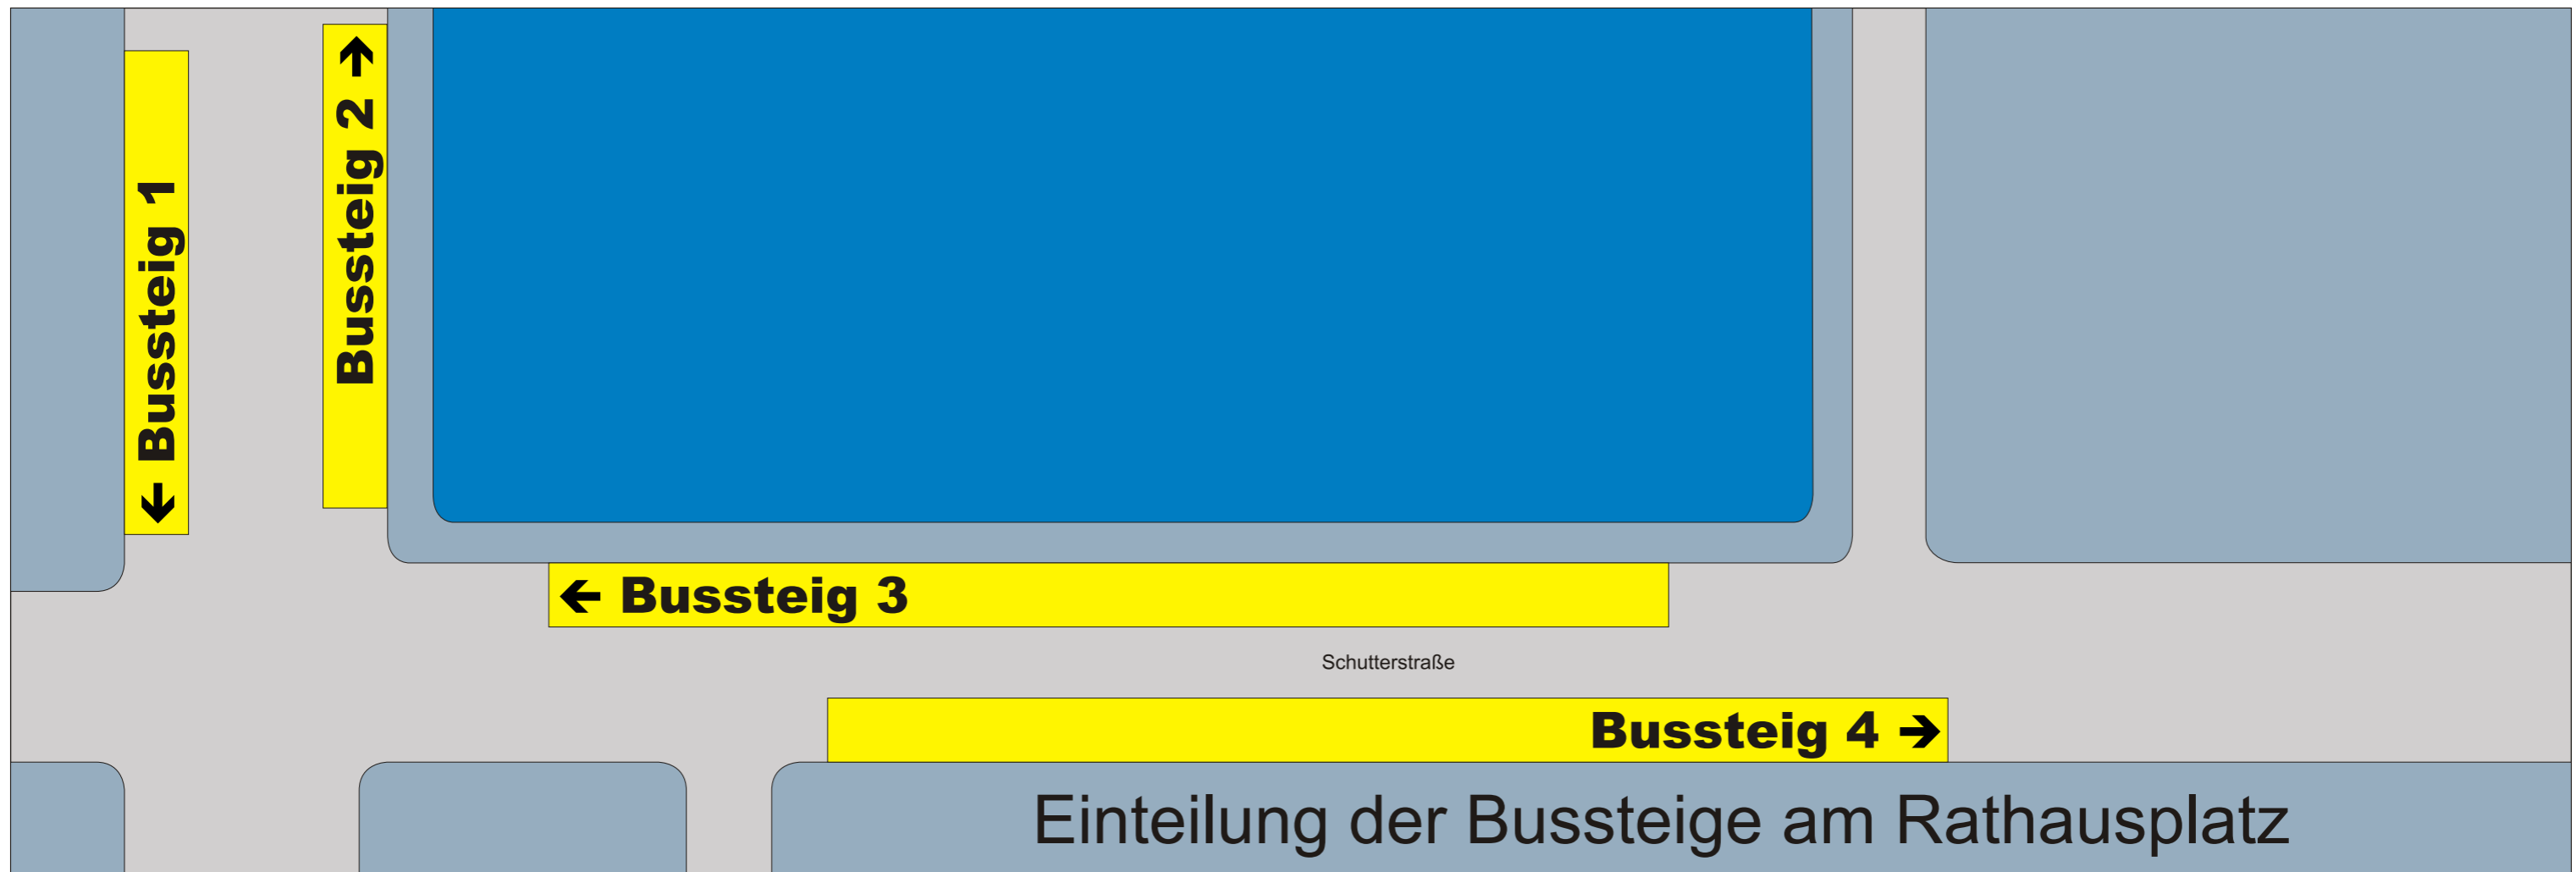 ← Bussteig 1
Bussteig 2 →
← Bussteig 3
Schutterstraße
Bussteig 4 →
Einteilung der Bussteige am Rathausplatz